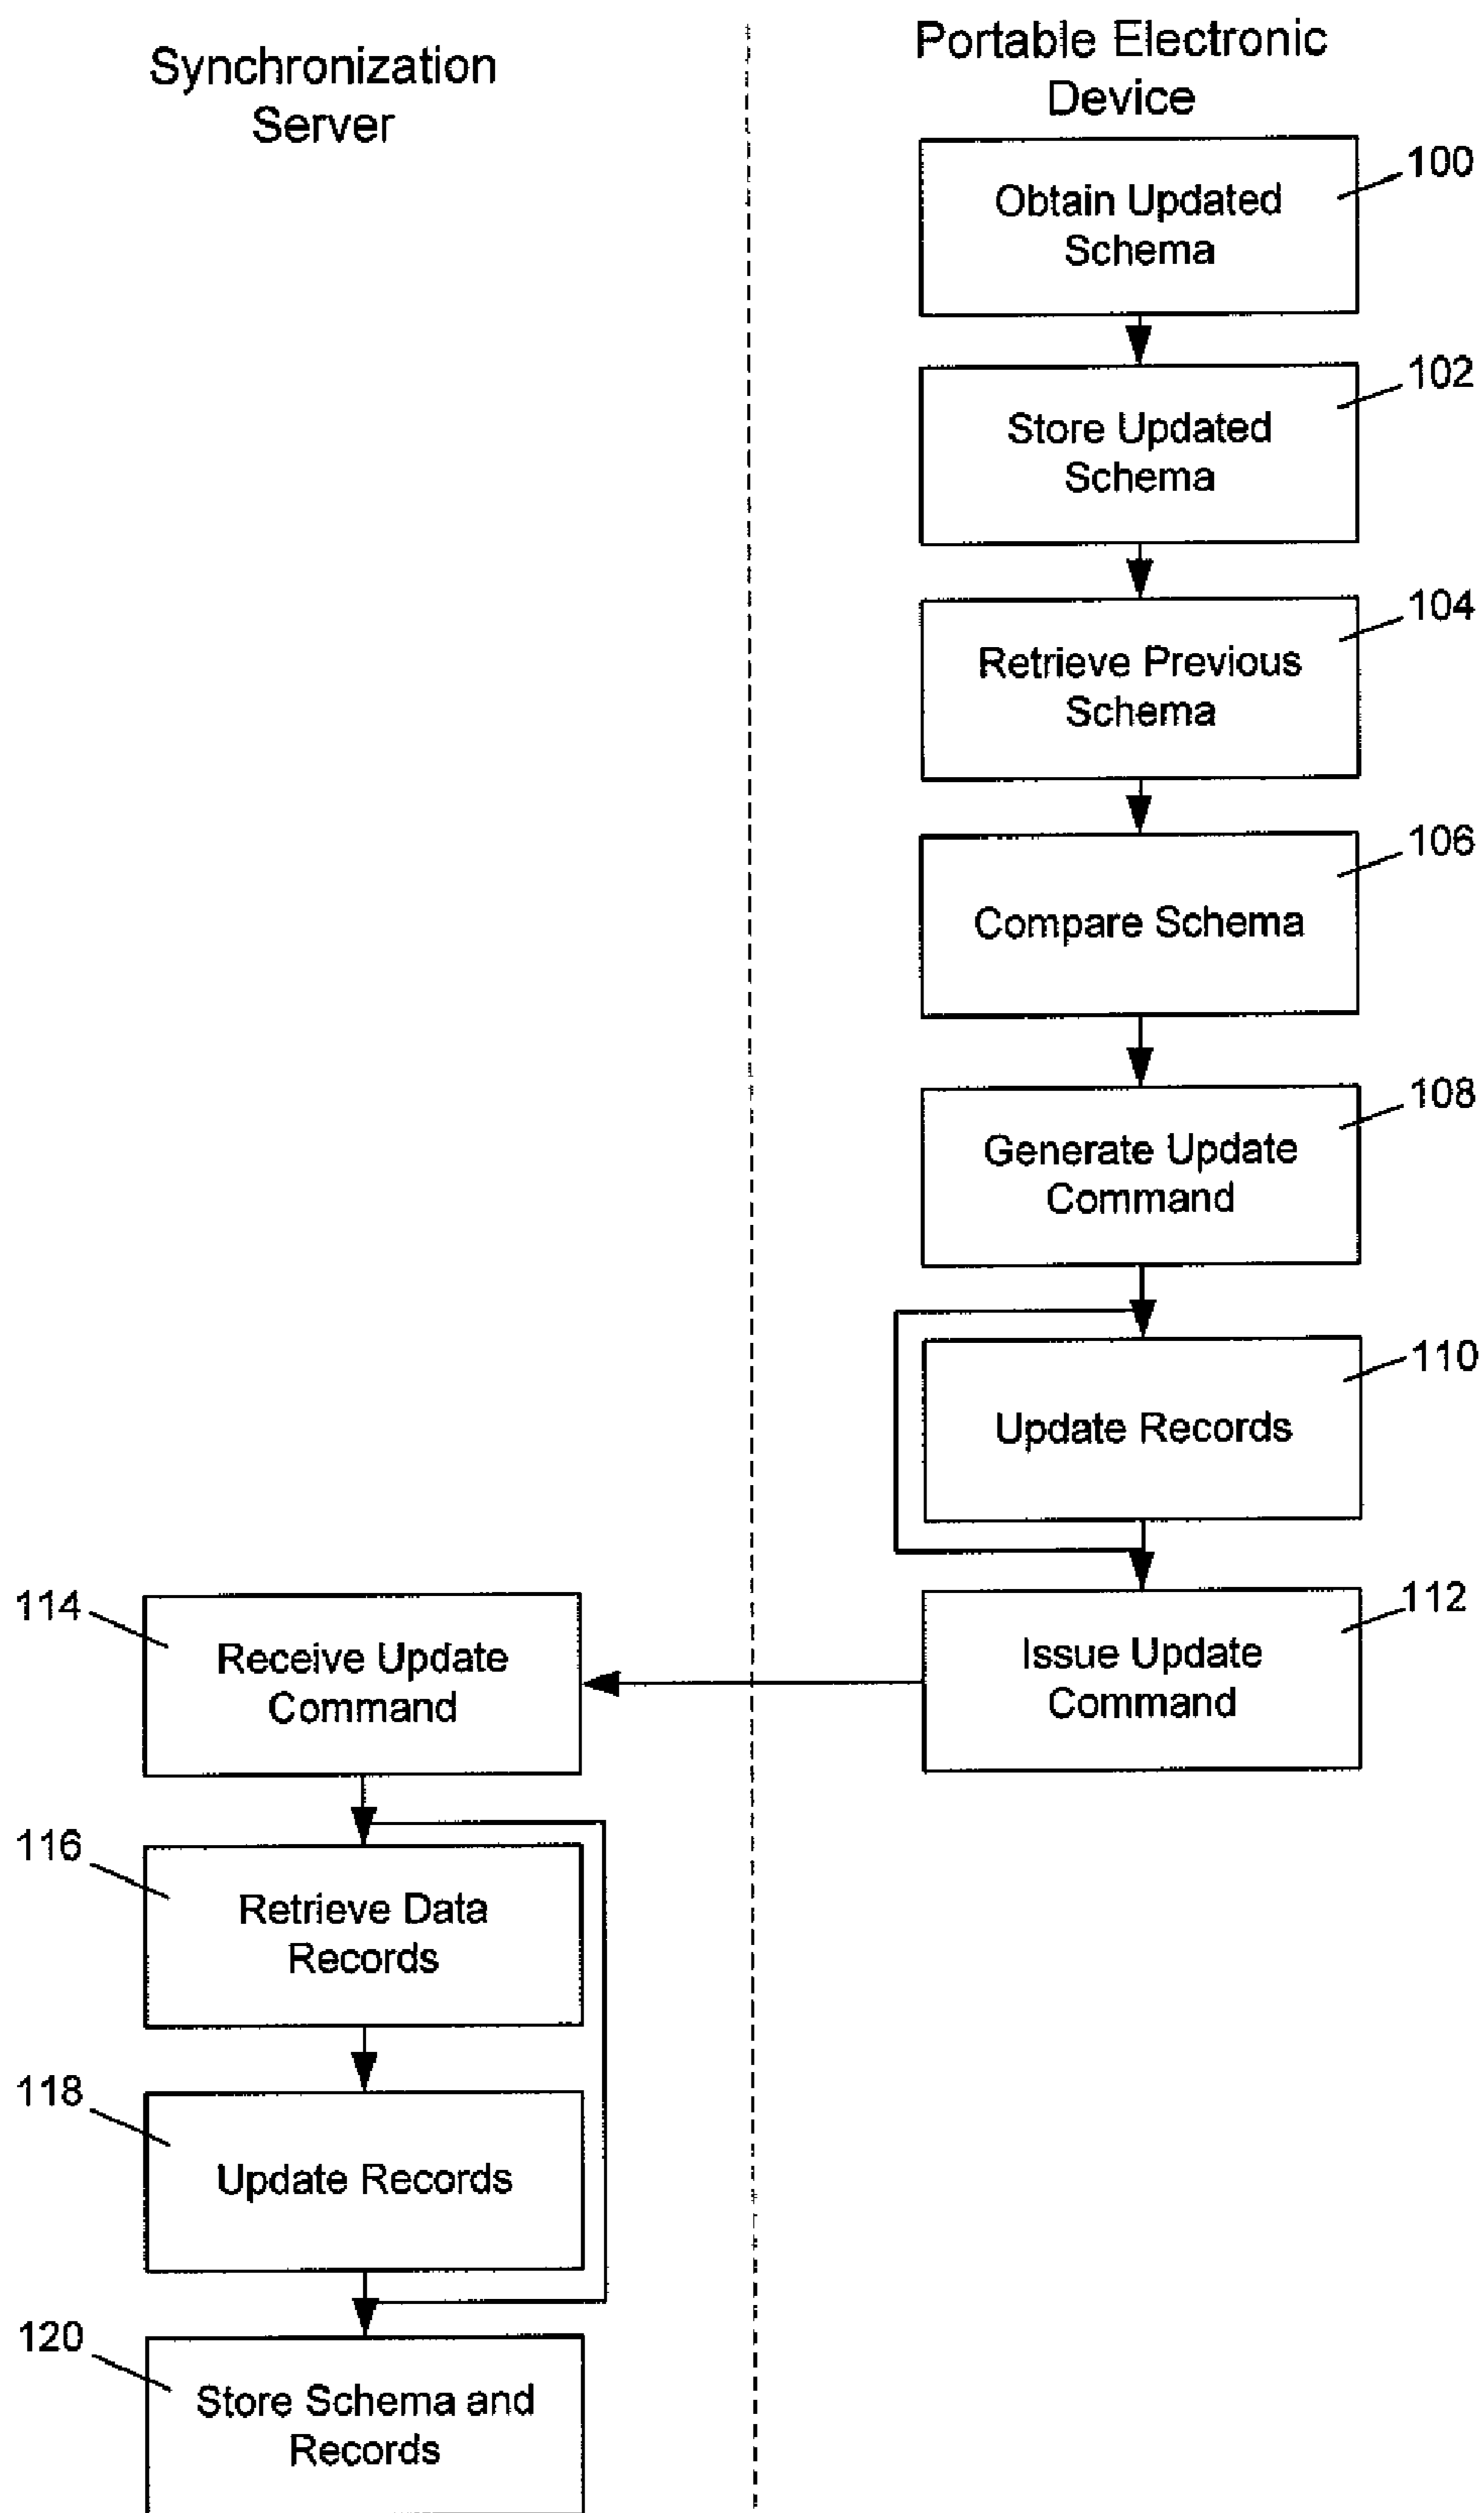 Synchronization
Server
Portable Electronic
Device
100
Obtain Updated
Schema
102
Store Updated
Schema
104
Retrieve Previous
Schema
106
Compare Schema
108
Generate Update
Command
110
Update Records
112
Issue Update
Command
114
Receive Update
Command
116
Retrieve Data
Records
118
Update Records
120
Store Schema and
Records